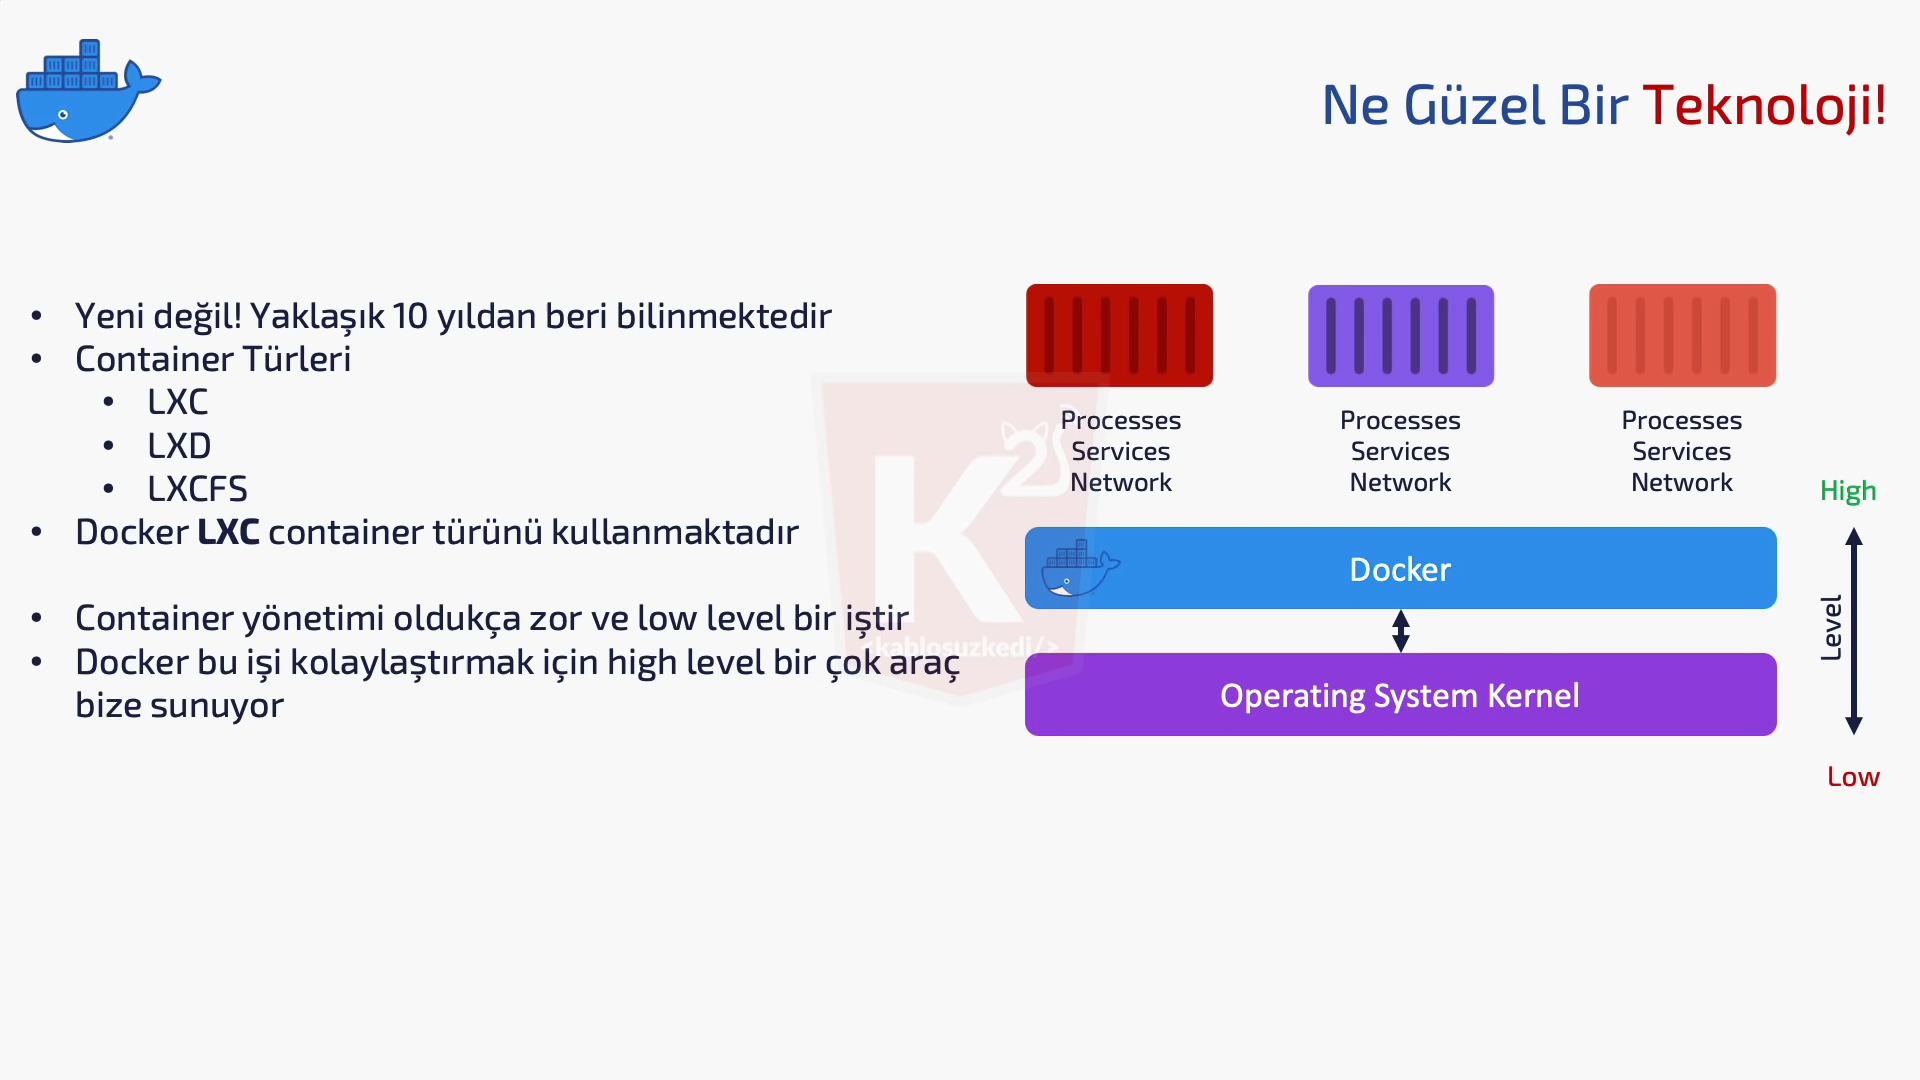 Ne Güzel Bir Teknoloji!
• Yeni değil! Yaklaşık 10 yıldan beri bilinmektedir
• Container Türleri
• LXC
• LXD
• LXCFS
• Docker LXC container türünü kullanmaktadır
• Container yönetimi oldukça zor ve low level bir iştir
• Docker bu işi kolaylaştırmak için high level bir çok araç
bize sunuyor
Processes
Services
Network
Processes
Services
Network
Processes
Services
Network
Docker
Operating System Kernel
High
Level
Low
K
<kablosuzkedi/>